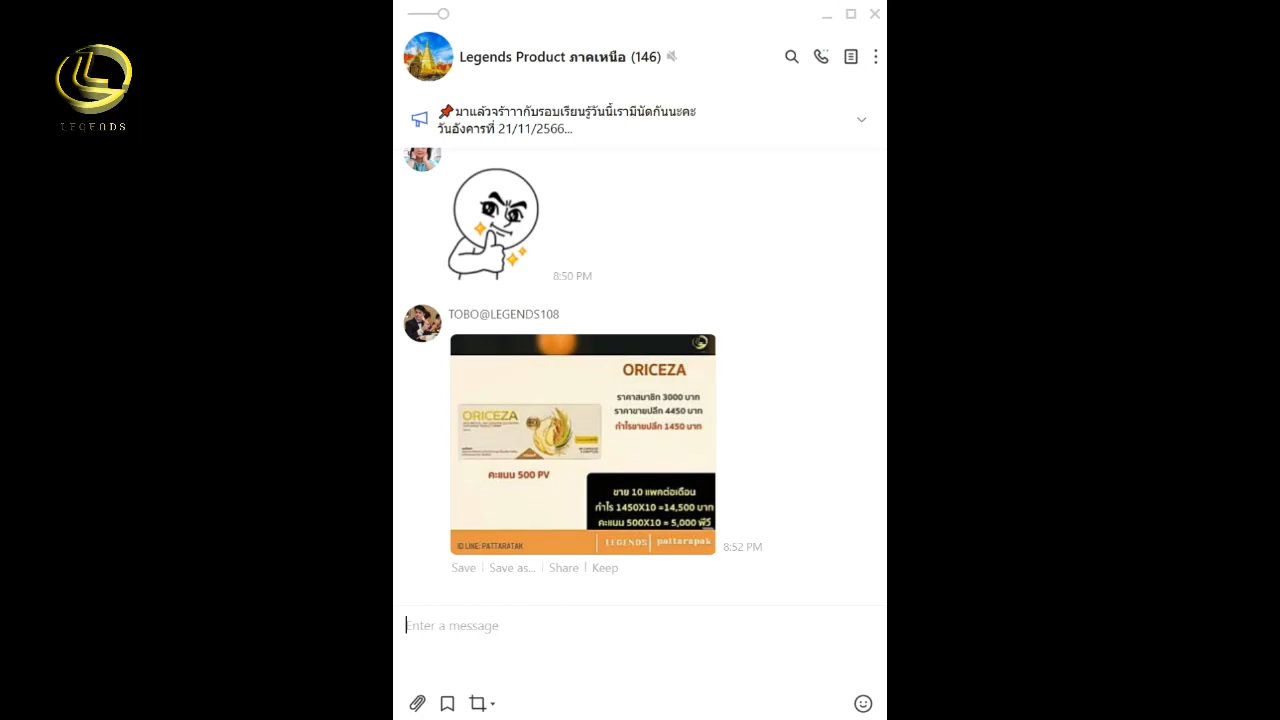 LEGENDS
Legends Product ภาคเหนือ (146)
📌มาแล้วจร้าาากับรอบเรียนรู้วันนี้เรามีนัดกันนะคะ
วันอังคารที่ 21/11/2566...
8:50 PM
TOBO@LEGENDS108
ORICEZA
ราคาสมาชิก 3000 บาท
ราคาขายปลีก 4450 บาท
กำไรขายปลีก 1450 บาท
ORICEZA
คะแนน 500 PV
ขาย 10 แพคต่อเดือน
กำไร 1450X10 =14,500 บาท
คะแนน 500X10 = 5,000 พีวี
ID LINE: PATTARATAK
LEGENDS
pattarapak
8:52 PM
Save
Save as...
Share
Keep
Enter a message